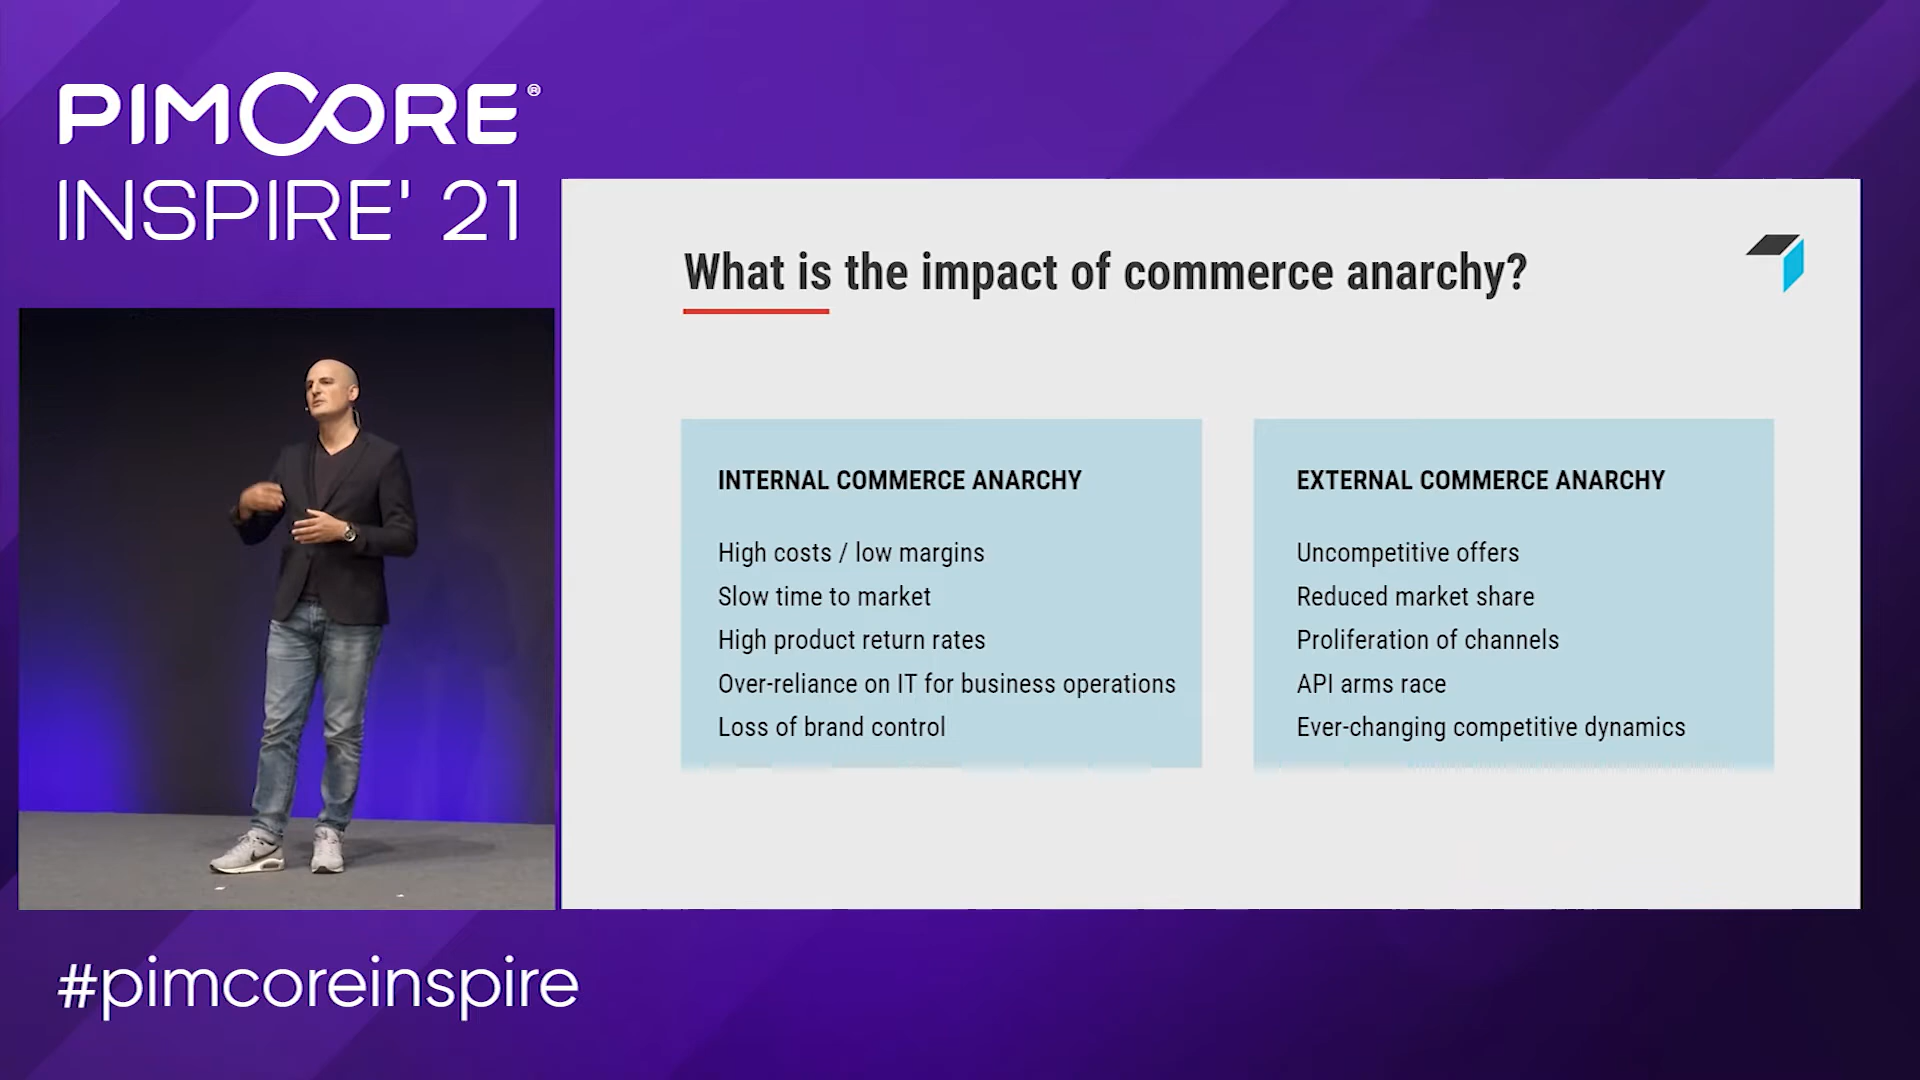 PIMCORE®
INSPIRE' 21
What is the impact of commerce anarchy?
INTERNAL COMMERCE ANARCHY
High costs / low margins
Slow time to market
High product return rates
Over-reliance on IT for business operations
Loss of brand control
EXTERNAL COMMERCE ANARCHY
Uncompetitive offers
Reduced market share
Proliferation of channels
API arms race
Ever-changing competitive dynamics
#pimcoreinspire